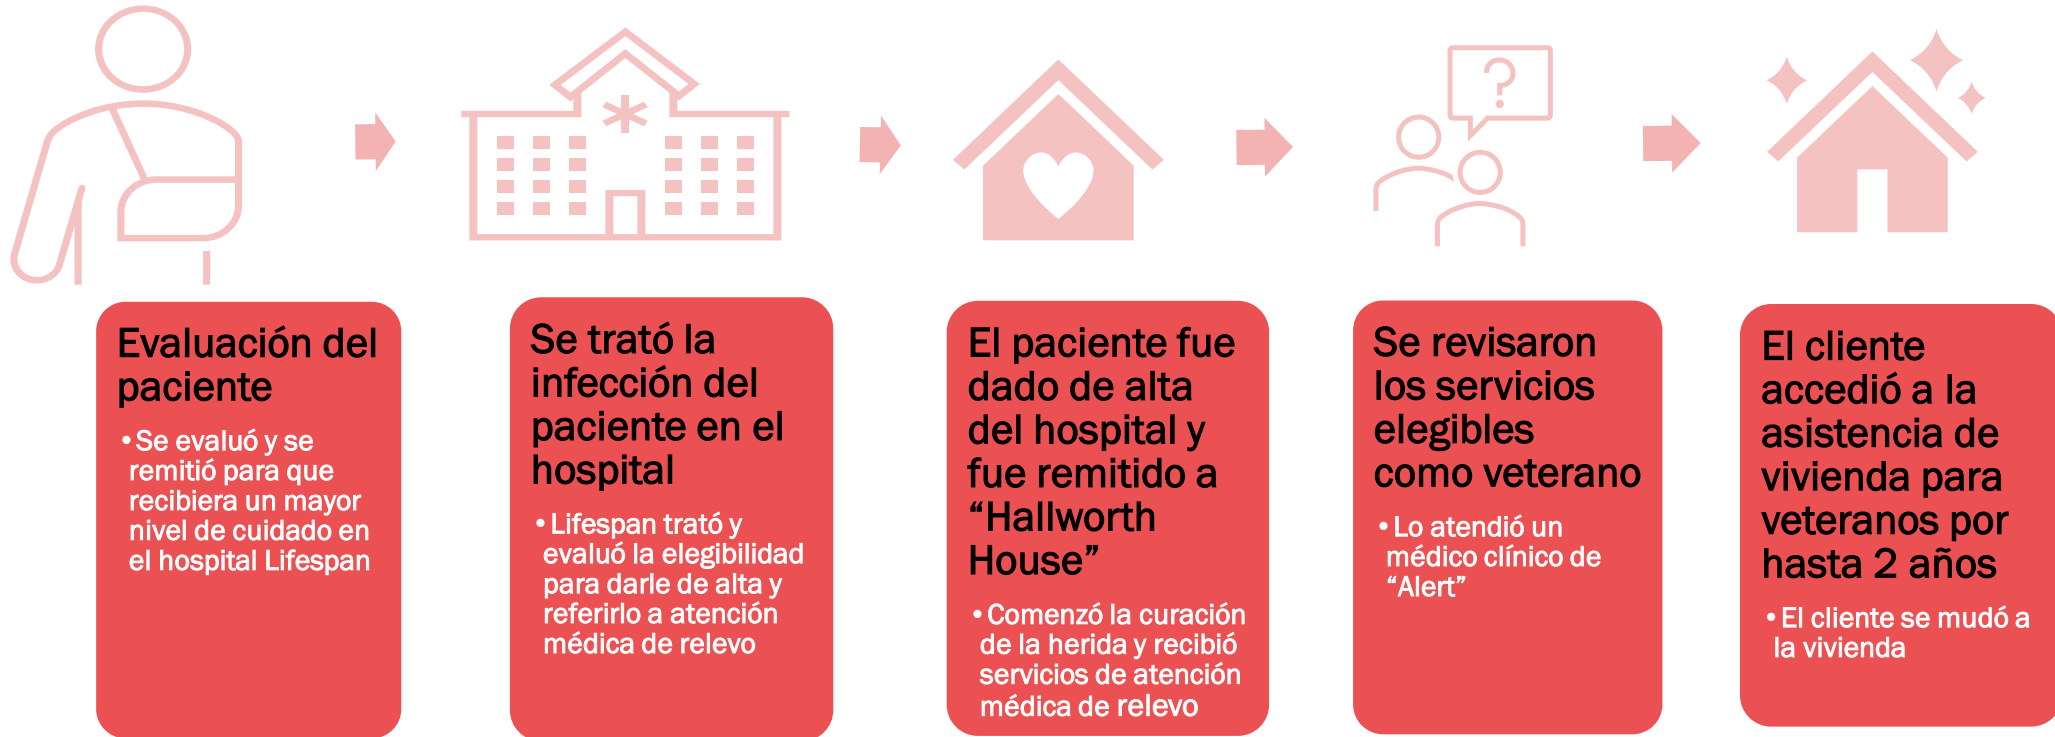 ?
Evaluación del
paciente
•Se evaluó y se
remitió para que
recibiera un mayor
nivel de cuidado en
el hospital Lifespan
Se trató la
infección del
paciente en el
hospital
•Lifespan trató y
evaluó la elegibilidad
para darle de alta y
referirlo a atención
médica de relevo
El paciente fue
dado de alta
del hospital y
fue remitido a
“Hallworth
House”
•Comenzó la curación
de la herida y recibió
servicios de atención
médica de relevo
Se revisaron
los servicios
elegibles
como veterano
•Lo atendió un
médico clínico de
“Alert”
El cliente
accedió a la
asistencia de
vivienda para
veteranos por
hasta 2 años
•El cliente se mudó a
la vivienda